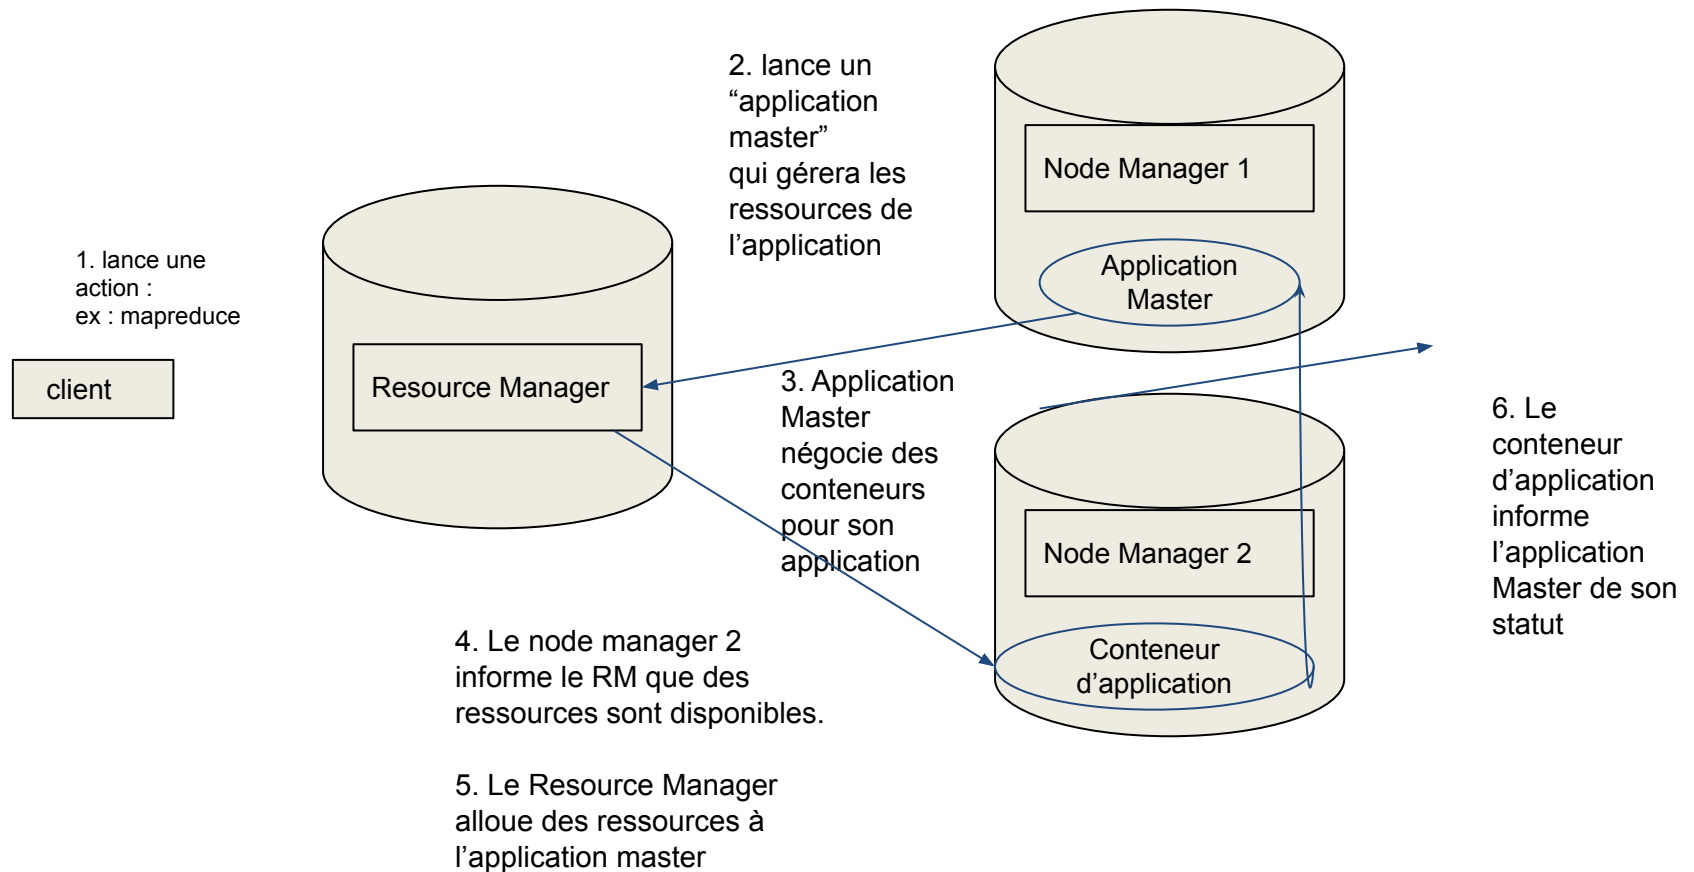 1. lance une
action :
ex : mapreduce
client
Resource Manager
2. lance un
“application
master”
qui gérera les
ressources de
l’application
Node Manager 1
Application
Master
3. Application
Master
négocie des
conteneurs
pour son
application
Node Manager 2
Conteneur
d’application
4. Le node manager 2
informe le RM que des
ressources sont disponibles.
5. Le Resource Manager
alloue des ressources à
l’application master
6. Le
conteneur
d’application
informe
l’application
Master de son
statut